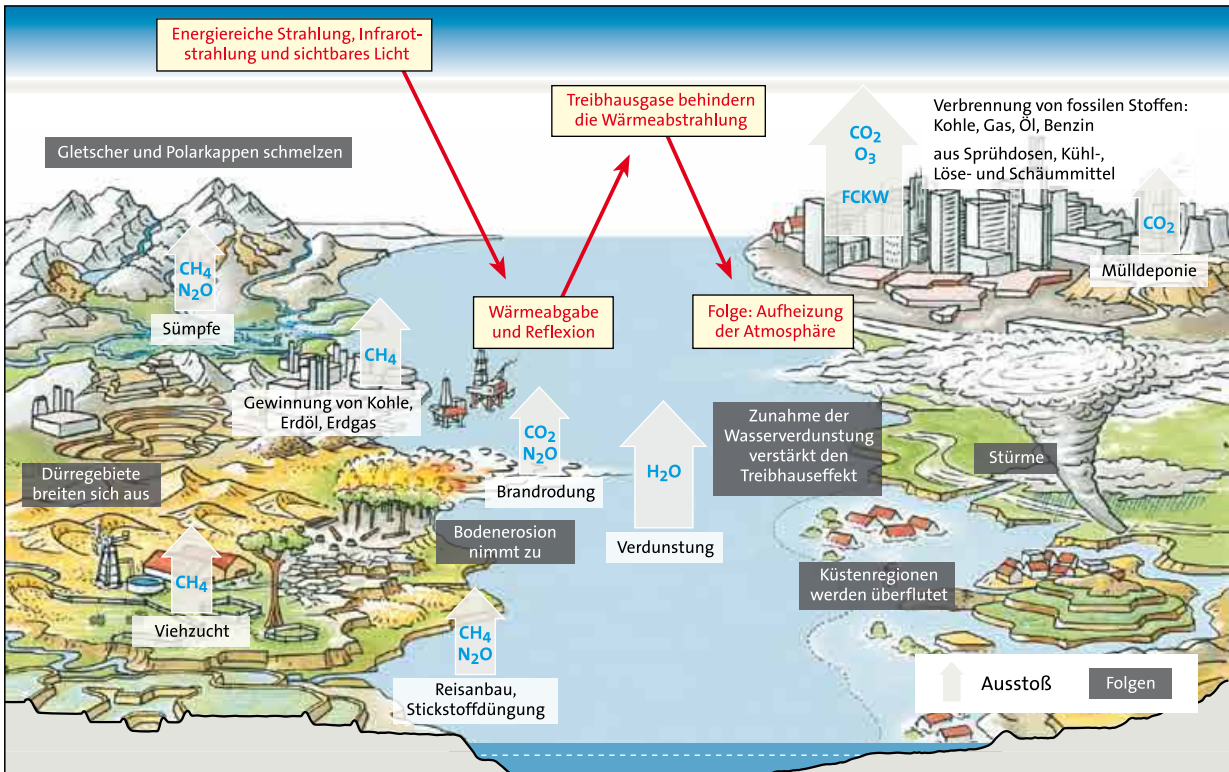 Energiereiche Strahlung, Infrarot-
strahlung und sichtbares Licht
Treibhausgase behindern
die Wärmeabstrahlung
CO2
O3
FCKW
Verbrennung von fossilen Stoffen:
Kohle, Gas, Öl, Benzin
aus Sprühdosen, Kühl-,
Löse- und Schäummittel
Gletscher und Polarkappen schmelzen
CO2
Mülldeponie
CH4
N2O
Sümpfe
Wärmeabgabe
und Reflexion
Folge: Aufheizung
der Atmosphäre
CH4
Gewinnung von Kohle,
Erdöl, Erdgas
CO2
N2O
Brandrodung
H2O
Verdunstung
Zunahme der
Wasserverdunstung
verstärkt den
Treibhauseffekt
Stürme
Dürregebiete
breiten sich aus
Bodenerosion
nimmt zu
CH4
Viehzucht
Küstenregionen
werden überflutet
CH4
N2O
Reisanbau,
Stickstoffdüngung
Ausstoß
Folgen